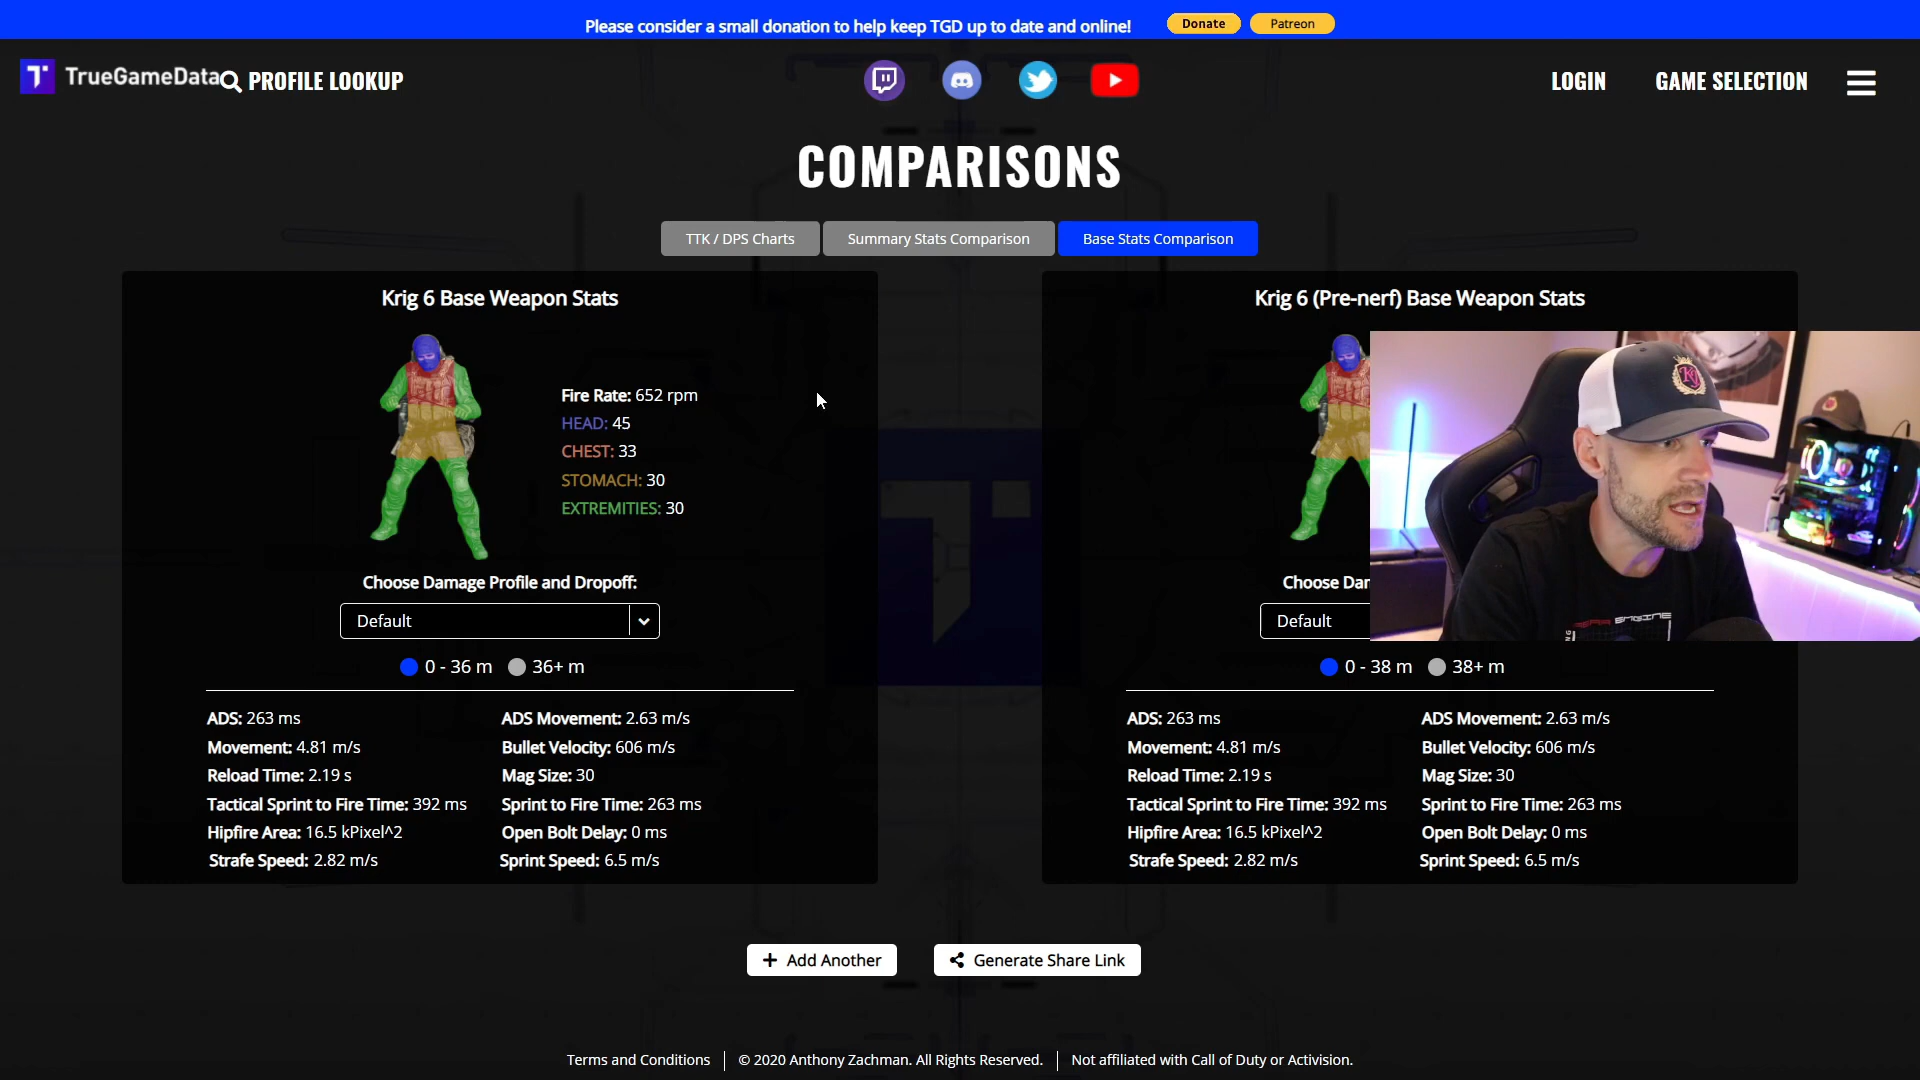 Please consider a small donation to help keep TGD up to date and online!
Donate
Patreon
TrueGameData
PROFILE LOOKUP
LOGIN
GAME SELECTION
COMPARISONS
TTK / DPS Charts
Summary Stats Comparison
Base Stats Comparison
Krig 6 Base Weapon Stats
Fire Rate: 652 rpm
HEAD: 45
CHEST: 33
STOMACH: 30
EXTREMITIES: 30
Choose Damage Profile and Dropoff:
Default
0 - 36 m
36+ m
ADS: 263 ms
ADS Movement: 2.63 m/s
Movement: 4.81 m/s
Bullet Velocity: 606 m/s
Reload Time: 2.19 s
Mag Size: 30
Tactical Sprint to Fire Time: 392 ms
Sprint to Fire Time: 263 ms
Hipfire Area: 16.5 kPixel^2
Open Bolt Delay: 0 ms
Strafe Speed: 2.82 m/s
Sprint Speed: 6.5 m/s
Krig 6 (Pre-nerf) Base Weapon Stats
Choose Dar
Default
0 - 38 m
38+ m
ADS: 263 ms
ADS Movement: 2.63 m/s
Movement: 4.81 m/s
Bullet Velocity: 606 m/s
Reload Time: 2.19 s
Mag Size: 30
Tactical Sprint to Fire Time: 392 ms
Sprint to Fire Time: 263 ms
Hipfire Area: 16.5 kPixel^2
Open Bolt Delay: 0 ms
Strafe Speed: 2.82 m/s
Sprint Speed: 6.5 m/s
+ Add Another
Generate Share Link
Terms and Conditions
© 2020 Anthony Zachman. All Rights Reserved.
Not affiliated with Call of Duty or Activision.